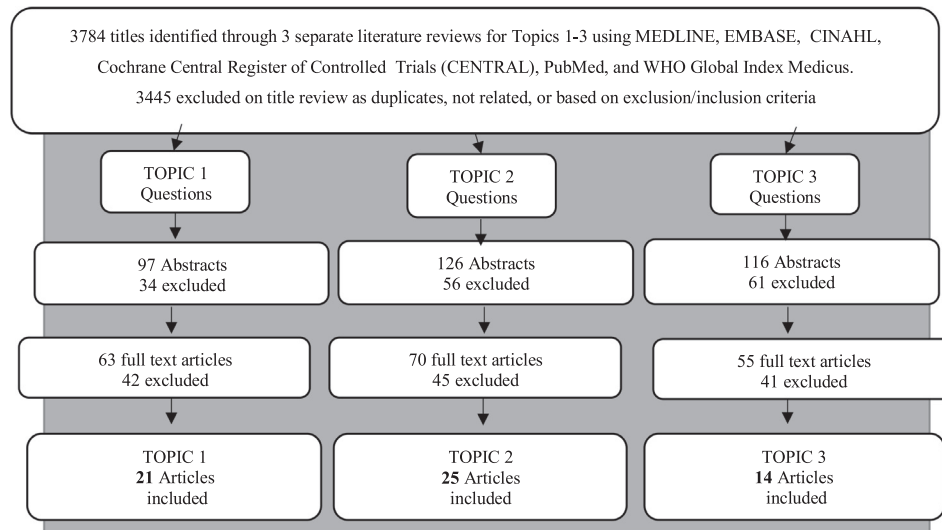 3784 titles identified through 3 separate literature reviews for Topics 1-3 using MEDLINE, EMBASE, CINAHL,
Cochrane Central Register of Controlled Trials (CENTRAL), PubMed, and WHO Global Index Medicus.
3445 excluded on title review as duplicates, not related, or based on exclusion/inclusion criteria
TOPIC 1
Questions
TOPIC 2
Questions
TOPIC 3
Questions
97 Abstracts
34 excluded
126 Abstracts
56 excluded
116 Abstracts
61 excluded
63 full text articles
42 excluded
70 full text articles
45 excluded
55 full text articles
41 excluded
TOPIC 1
21 Articles
included
TOPIC 2
25 Articles
included
TOPIC 3
14 Articles
included